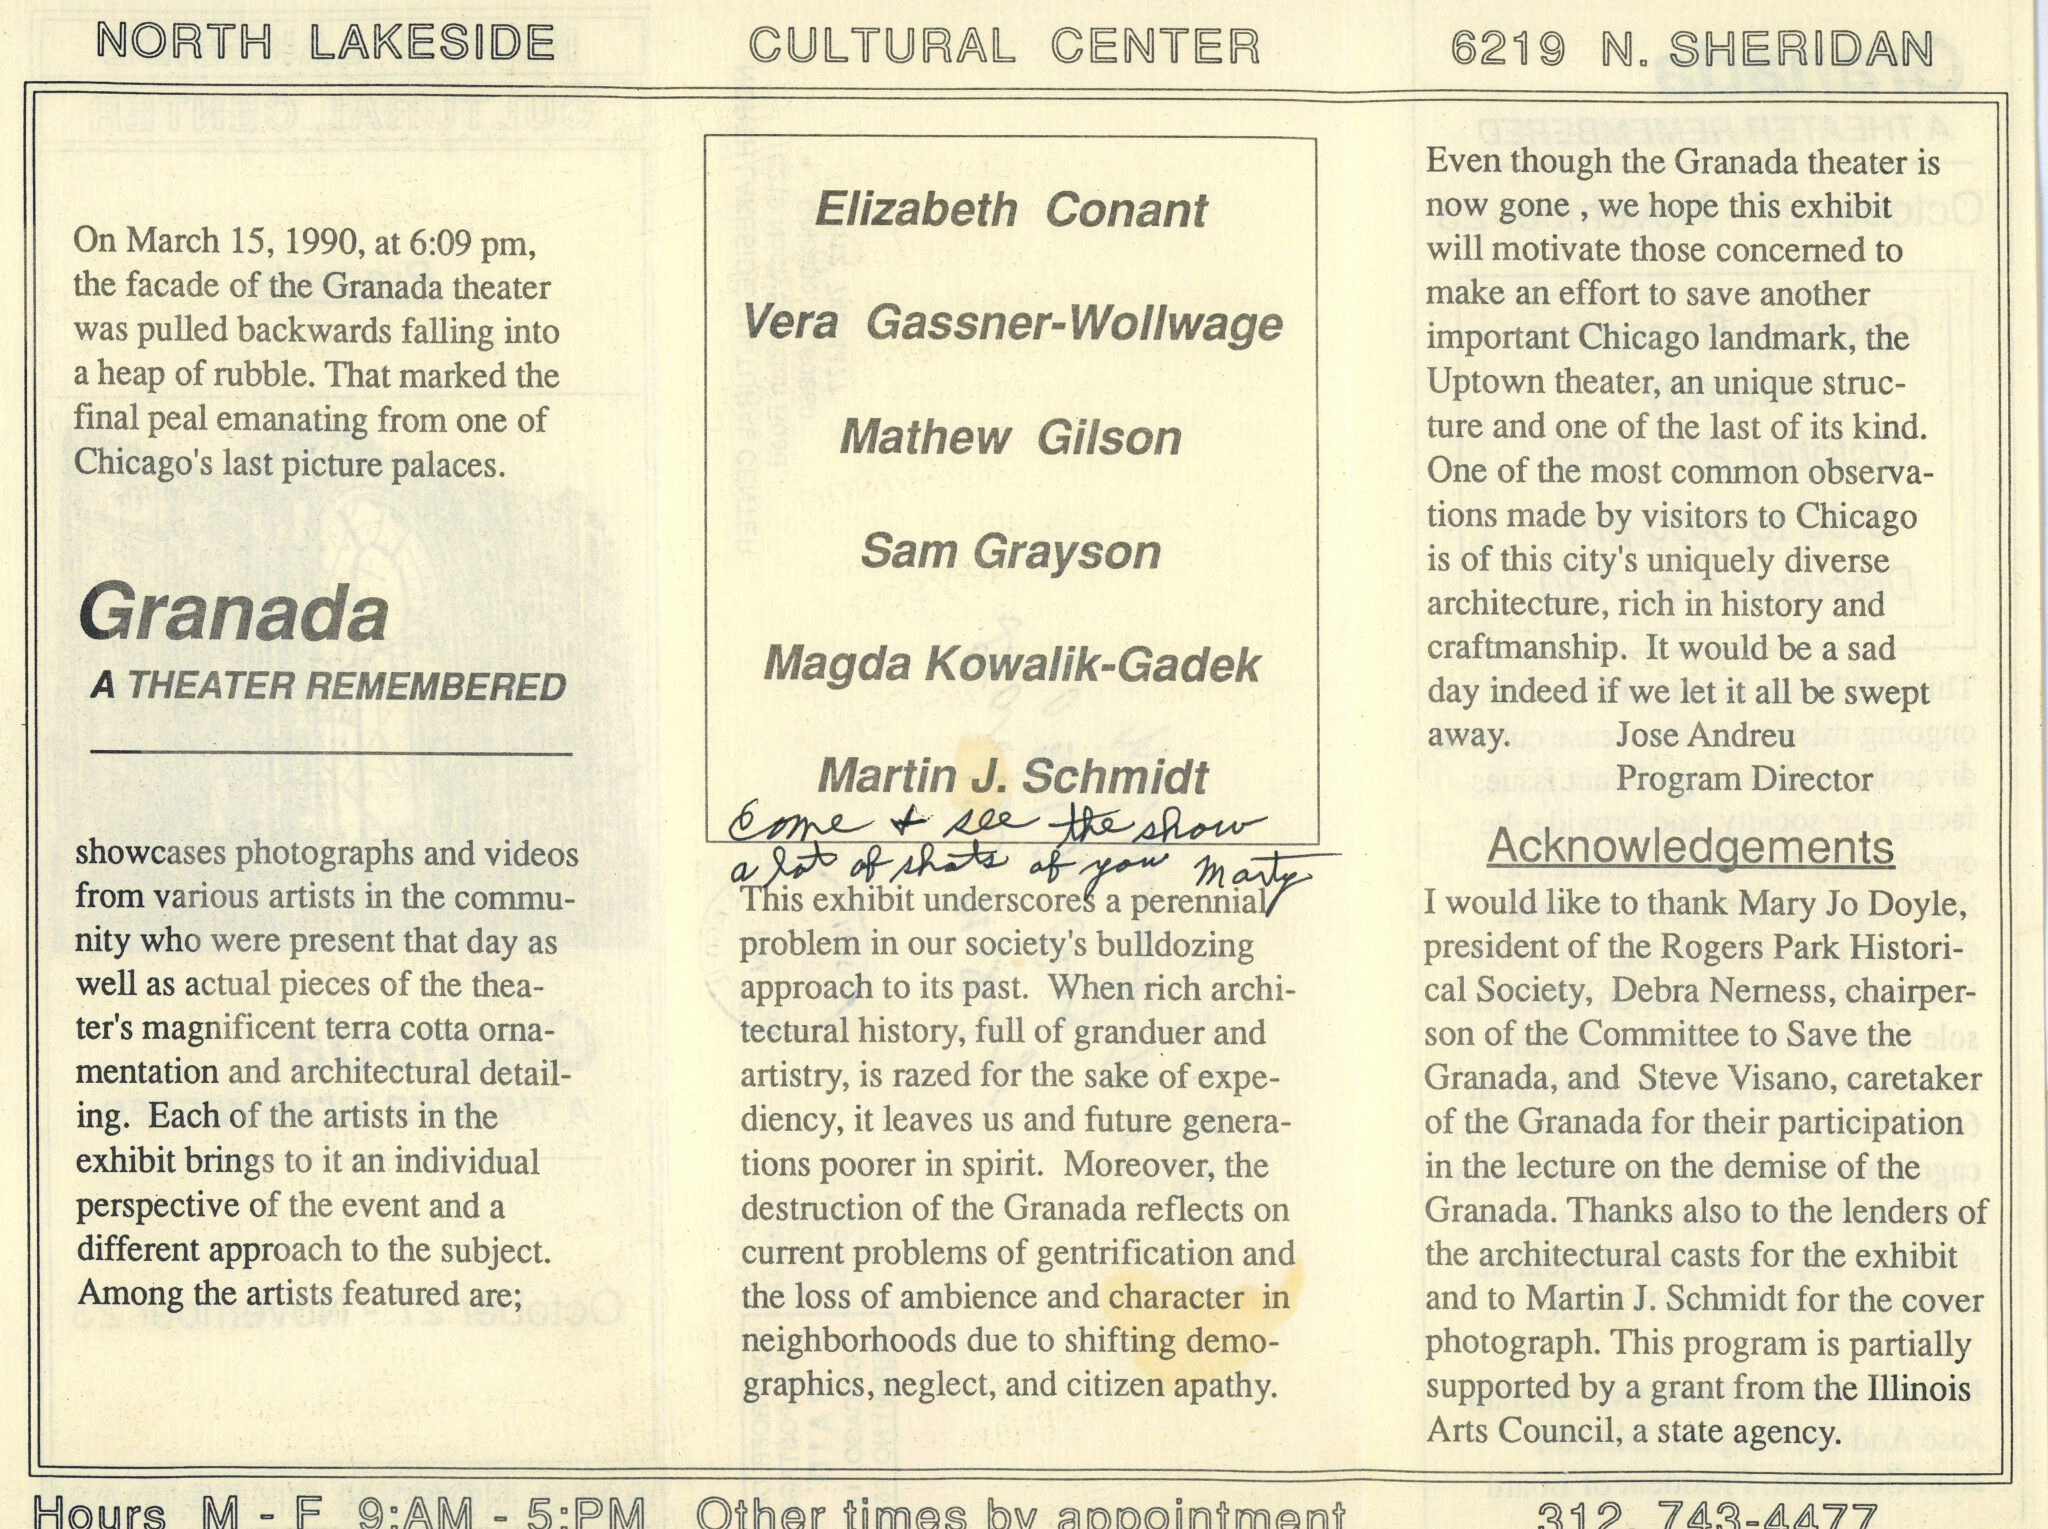 NORTH LAKESIDE CULTURAL CENTER 6219 N. SHERIDAN
On March 15, 1990, at 6:09 pm,
the facade of the Granada theater
was pulled backwards falling into
a heap of rubble. That marked the
final peal emanating from one of
Chicago's last picture palaces.
Granada
A THEATER REMEMBERED
showcases photographs and videos
from various artists in the commu-
nity who were present that day as
well as actual pieces of the thea-
ter's magnificent terra cotta orna-
mentation and architectural detail-
ing. Each of the artists in the
exhibit brings to it an individual
perspective of the event and a
different approach to the subject.
Among the artists featured are;
Elizabeth Conant
Vera Gassner-Wollwage
Mathew Gilson
Sam Grayson
Magda Kowalik-Gadek
Martin J. Schmidt
Come & see the show
a lot of shots of you Marty
This exhibit underscores a perennial
problem in our society's bulldozing
approach to its past. When rich archi-
tectural history, full of granduer and
artistry, is razed for the sake of expe-
diency, it leaves us and future genera-
tions poorer in spirit. Moreover, the
destruction of the Granada reflects on
current problems of gentrification and
the loss of ambience and character in
neighborhoods due to shifting demo-
graphics, neglect, and citizen apathy.
Even though the Granada theater is
now gone , we hope this exhibit
will motivate those concerned to
make an effort to save another
important Chicago landmark, the
Uptown theater, an unique struc-
ture and one of the last of its kind.
One of the most common observa-
tions made by visitors to Chicago
is of this city's uniquely diverse
architecture, rich in history and
craftmanship. It would be a sad
day indeed if we let it all be swept
away. Jose Andreu
Program Director
Acknowledgements
I would like to thank Mary Jo Doyle,
president of the Rogers Park Histori-
cal Society, Debra Nerness, chairper-
son of the Committee to Save the
Granada, and Steve Visano, caretaker
of the Granada for their participation
in the lecture on the demise of the
Granada. Thanks also to the lenders of
the architectural casts for the exhibit
and to Martin J. Schmidt for the cover
photograph. This program is partially
supported by a grant from the Illinois
Arts Council, a state agency.
Hours M - F 9:AM - 5:PM Other times by appointment 312 743-4477